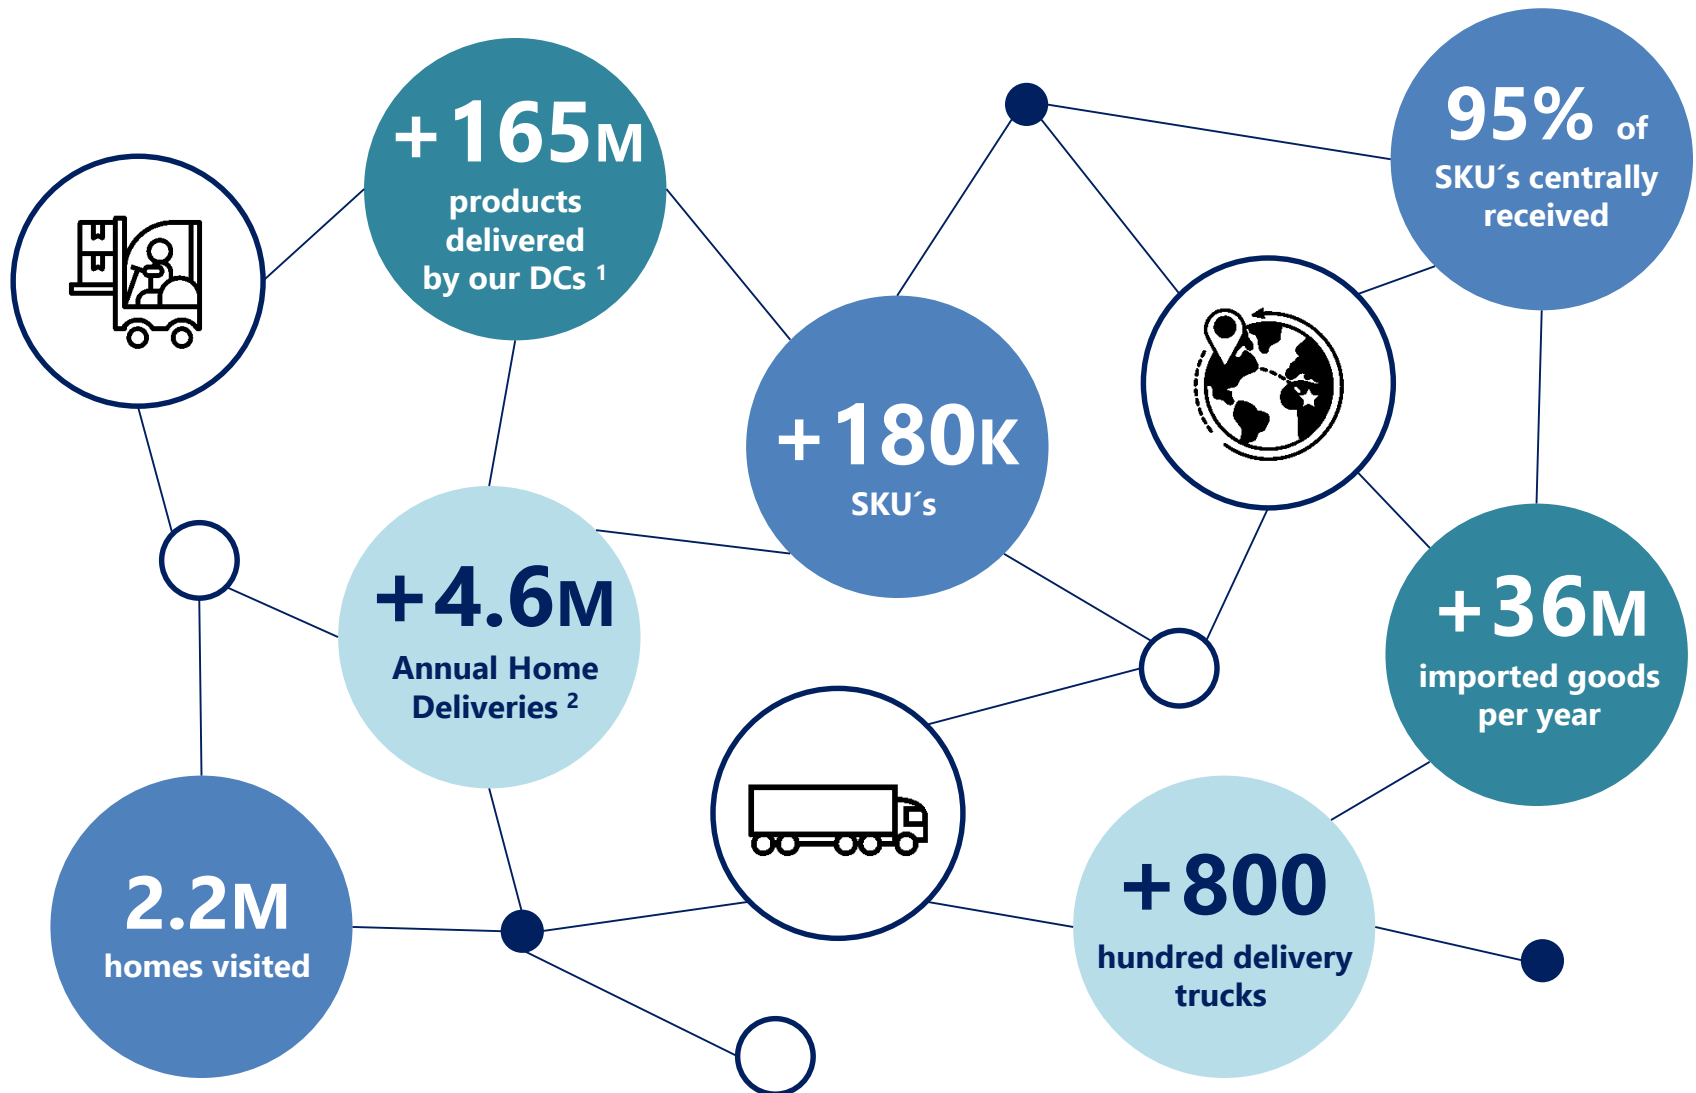 +165M
products
delivered
by our DCs ¹
95% of
SKU´s centrally
received
+180K
SKU´s
+4.6M
Annual Home
Deliveries ²
+36M
imported goods
per year
2.2M
homes visited
+800
hundred delivery
trucks